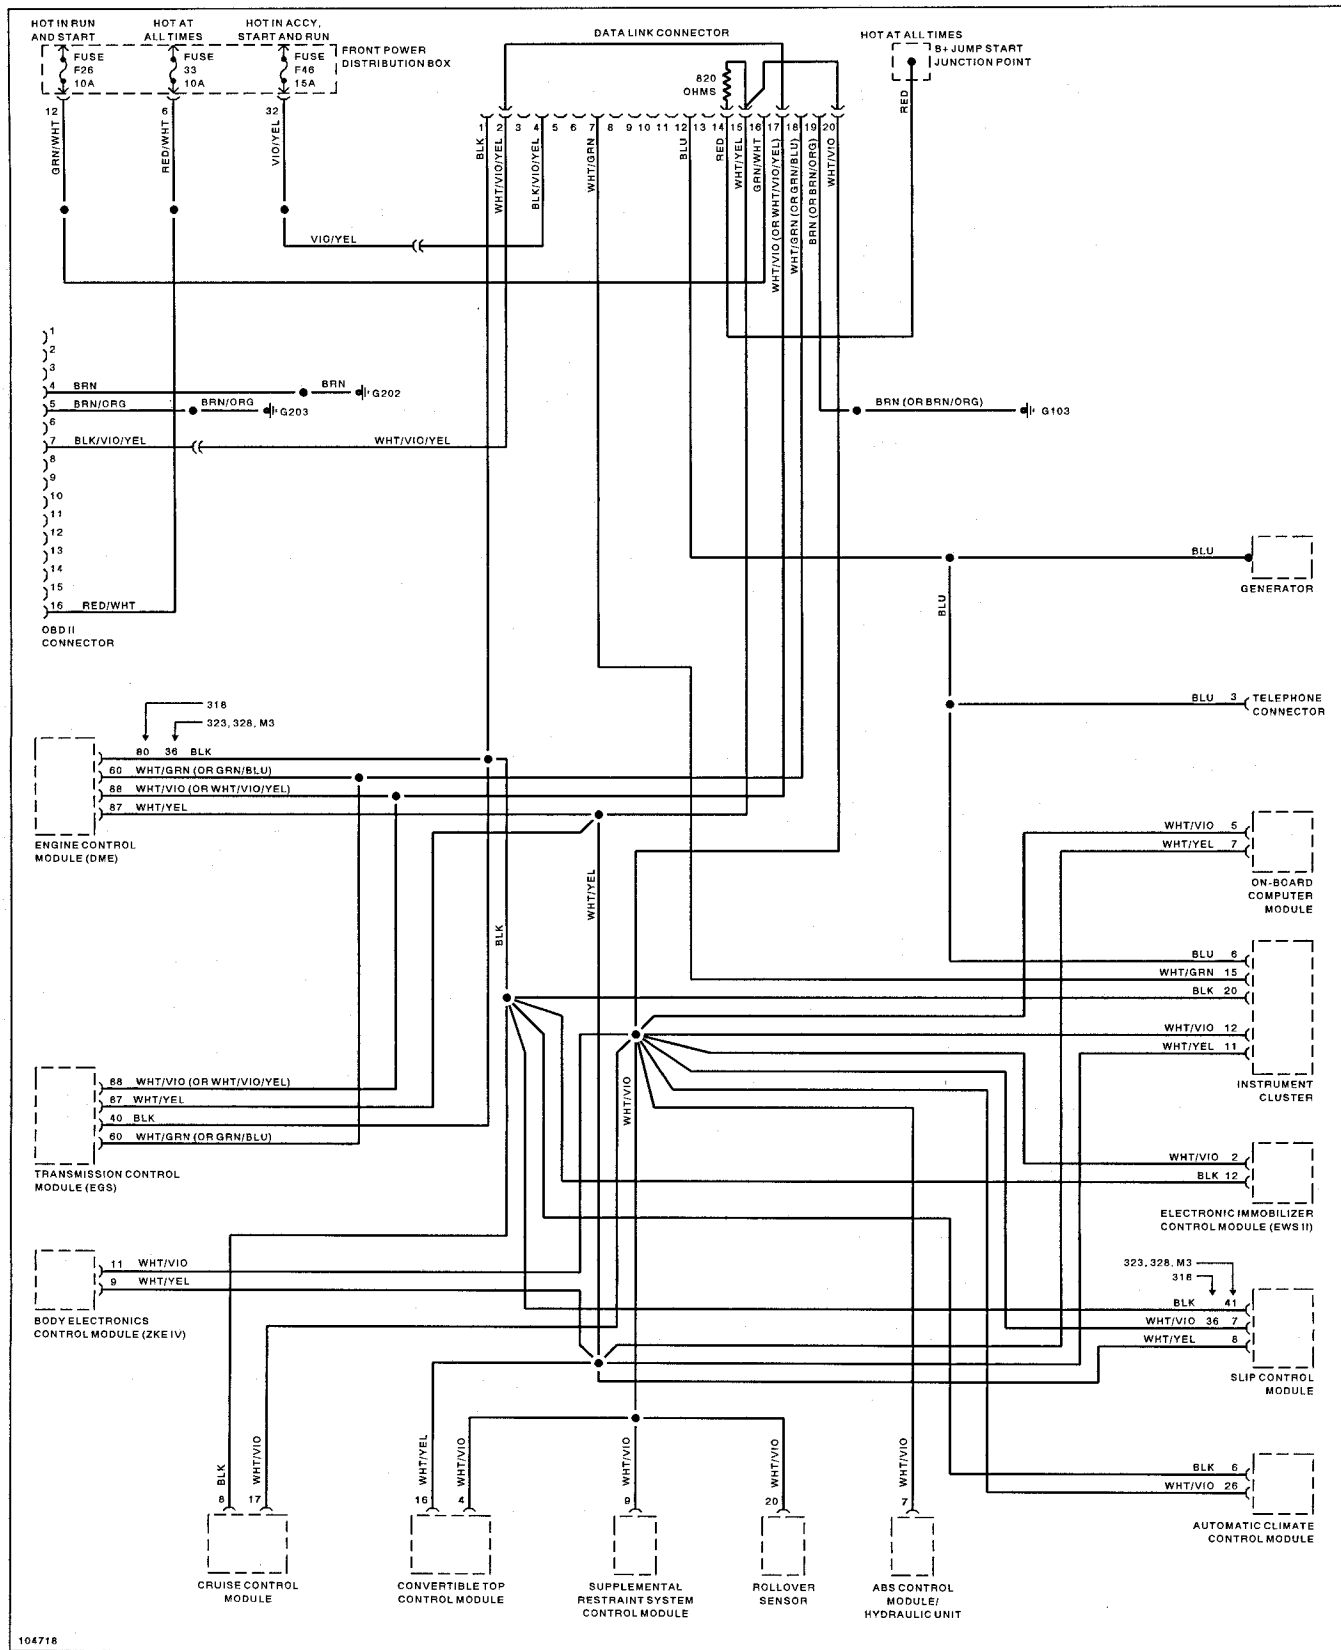 HOT IN RUN
AND START
HOT AT
ALL TIMES
HOT IN ACCY,
START AND RUN
FUSE
F26
10A
FUSE
33
10A
FUSE
F46
15A
FRONT POWER
DISTRIBUTION BOX
DATA LINK CONNECTOR
820
OHMS
HOT AT ALL TIMES
B+ JUMP START
JUNCTION POINT
RED
12
6
32
GRN/WHT
RED/WHT
VIO/YEL
1
2
3
4
5
6
7
8
9
10
11
12
13
14
15
16
17
18
19
20
BLK
WHT/VIO/YEL
BLK/VIO/YEL
WHT/GRN
BLU
RED
WHT/YEL
GRN/WHT
WHT/VIO (OR WHT/VIO/YEL)
WHT/GRN (OR GRN/BLU)
BRN (OR BRN/ORG)
WHT/VIO
VIO/YEL
1
2
3
4 BRN BRN G202
5 BRN/ORG BRN/ORG G203
6
7 BLK/VIO/YEL WHT/VIO/YEL
8
9
10
11
12
13
14
15
16 RED/WHT
OBD II
CONNECTOR
BRN (OR BRN/ORG) G103
BLU
GENERATOR
BLU
BLU 3 TELEPHONE
CONNECTOR
318
323, 328, M3
80 36 BLK
60 WHT/GRN (OR GRN/BLU)
88 WHT/VIO (OR WHT/VIO/YEL)
87 WHT/YEL
ENGINE CONTROL
MODULE (DME)
WHT/YEL
BLK
WHT/VIO 5
WHT/YEL 7
ON-BOARD
COMPUTER
MODULE
BLU 6
WHT/GRN 15
BLK 20
WHT/VIO 12
WHT/YEL 11
INSTRUMENT
CLUSTER
WHT/VIO
88 WHT/VIO (OR WHT/VIO/YEL)
87 WHT/YEL
40 BLK
60 WHT/GRN (OR GRN/BLU)
TRANSMISSION CONTROL
MODULE (EGS)
WHT/VIO 2
BLK 12
ELECTRONIC IMMOBILIZER
CONTROL MODULE (EWS II)
11 WHT/VIO
9 WHT/YEL
BODY ELECTRONICS
CONTROL MODULE (ZKE IV)
323, 328, M3
318
BLK 41
WHT/VIO 36 7
WHT/YEL 8
SLIP CONTROL
MODULE
BLK 6
WHT/VIO 26
AUTOMATIC CLIMATE
CONTROL MODULE
BLK
WHT/VIO
WHT/YEL
WHT/VIO
WHT/VIO
WHT/VIO
WHT/VIO
8
17
16
4
9
20
7
CRUISE CONTROL
MODULE
CONVERTIBLE TOP
CONTROL MODULE
SUPPLEMENTAL
RESTRAINT SYSTEM
CONTROL MODULE
ROLLOVER
SENSOR
ABS CONTROL
MODULE/
HYDRAULIC UNIT
104718